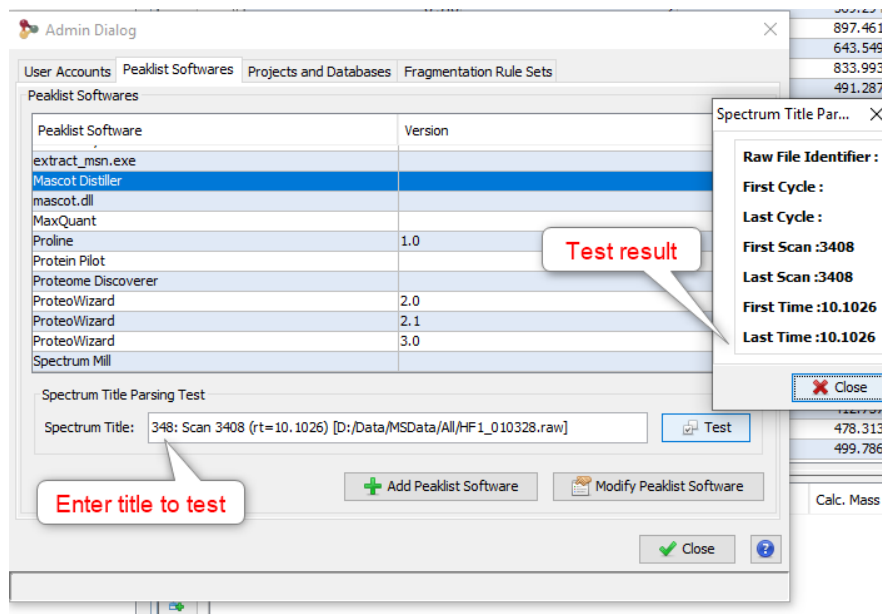 Admin Dialog
897.461
643.549
833.993
491.287
User Accounts Peaklist Softwares Projects and Databases Fragmentation Rule Sets
Peaklist Softwares
Peaklist Software Version
extract_msn.exe
Mascot Distiller
mascot.dll
MaxQuant
Proline 1.0
Protein Pilot
Proteome Discoverer
ProteoWizard 2.0
ProteoWizard 2.1
ProteoWizard 3.0
Spectrum Mill
Spectrum Title Par...
Raw File Identifier :
First Cycle :
Last Cycle :
First Scan :3408
Last Scan :3408
First Time :10.1026
Last Time :10.1026
Close
Test result
Spectrum Title Parsing Test
Spectrum Title: 348: Scan 3408 (rt=10.1026) [D:/Data/MSData/All/HF1_010328.raw] Test
478.313
499.786
Enter title to test
Add Peaklist Software Modify Peaklist Software
Calc. Mass
Close